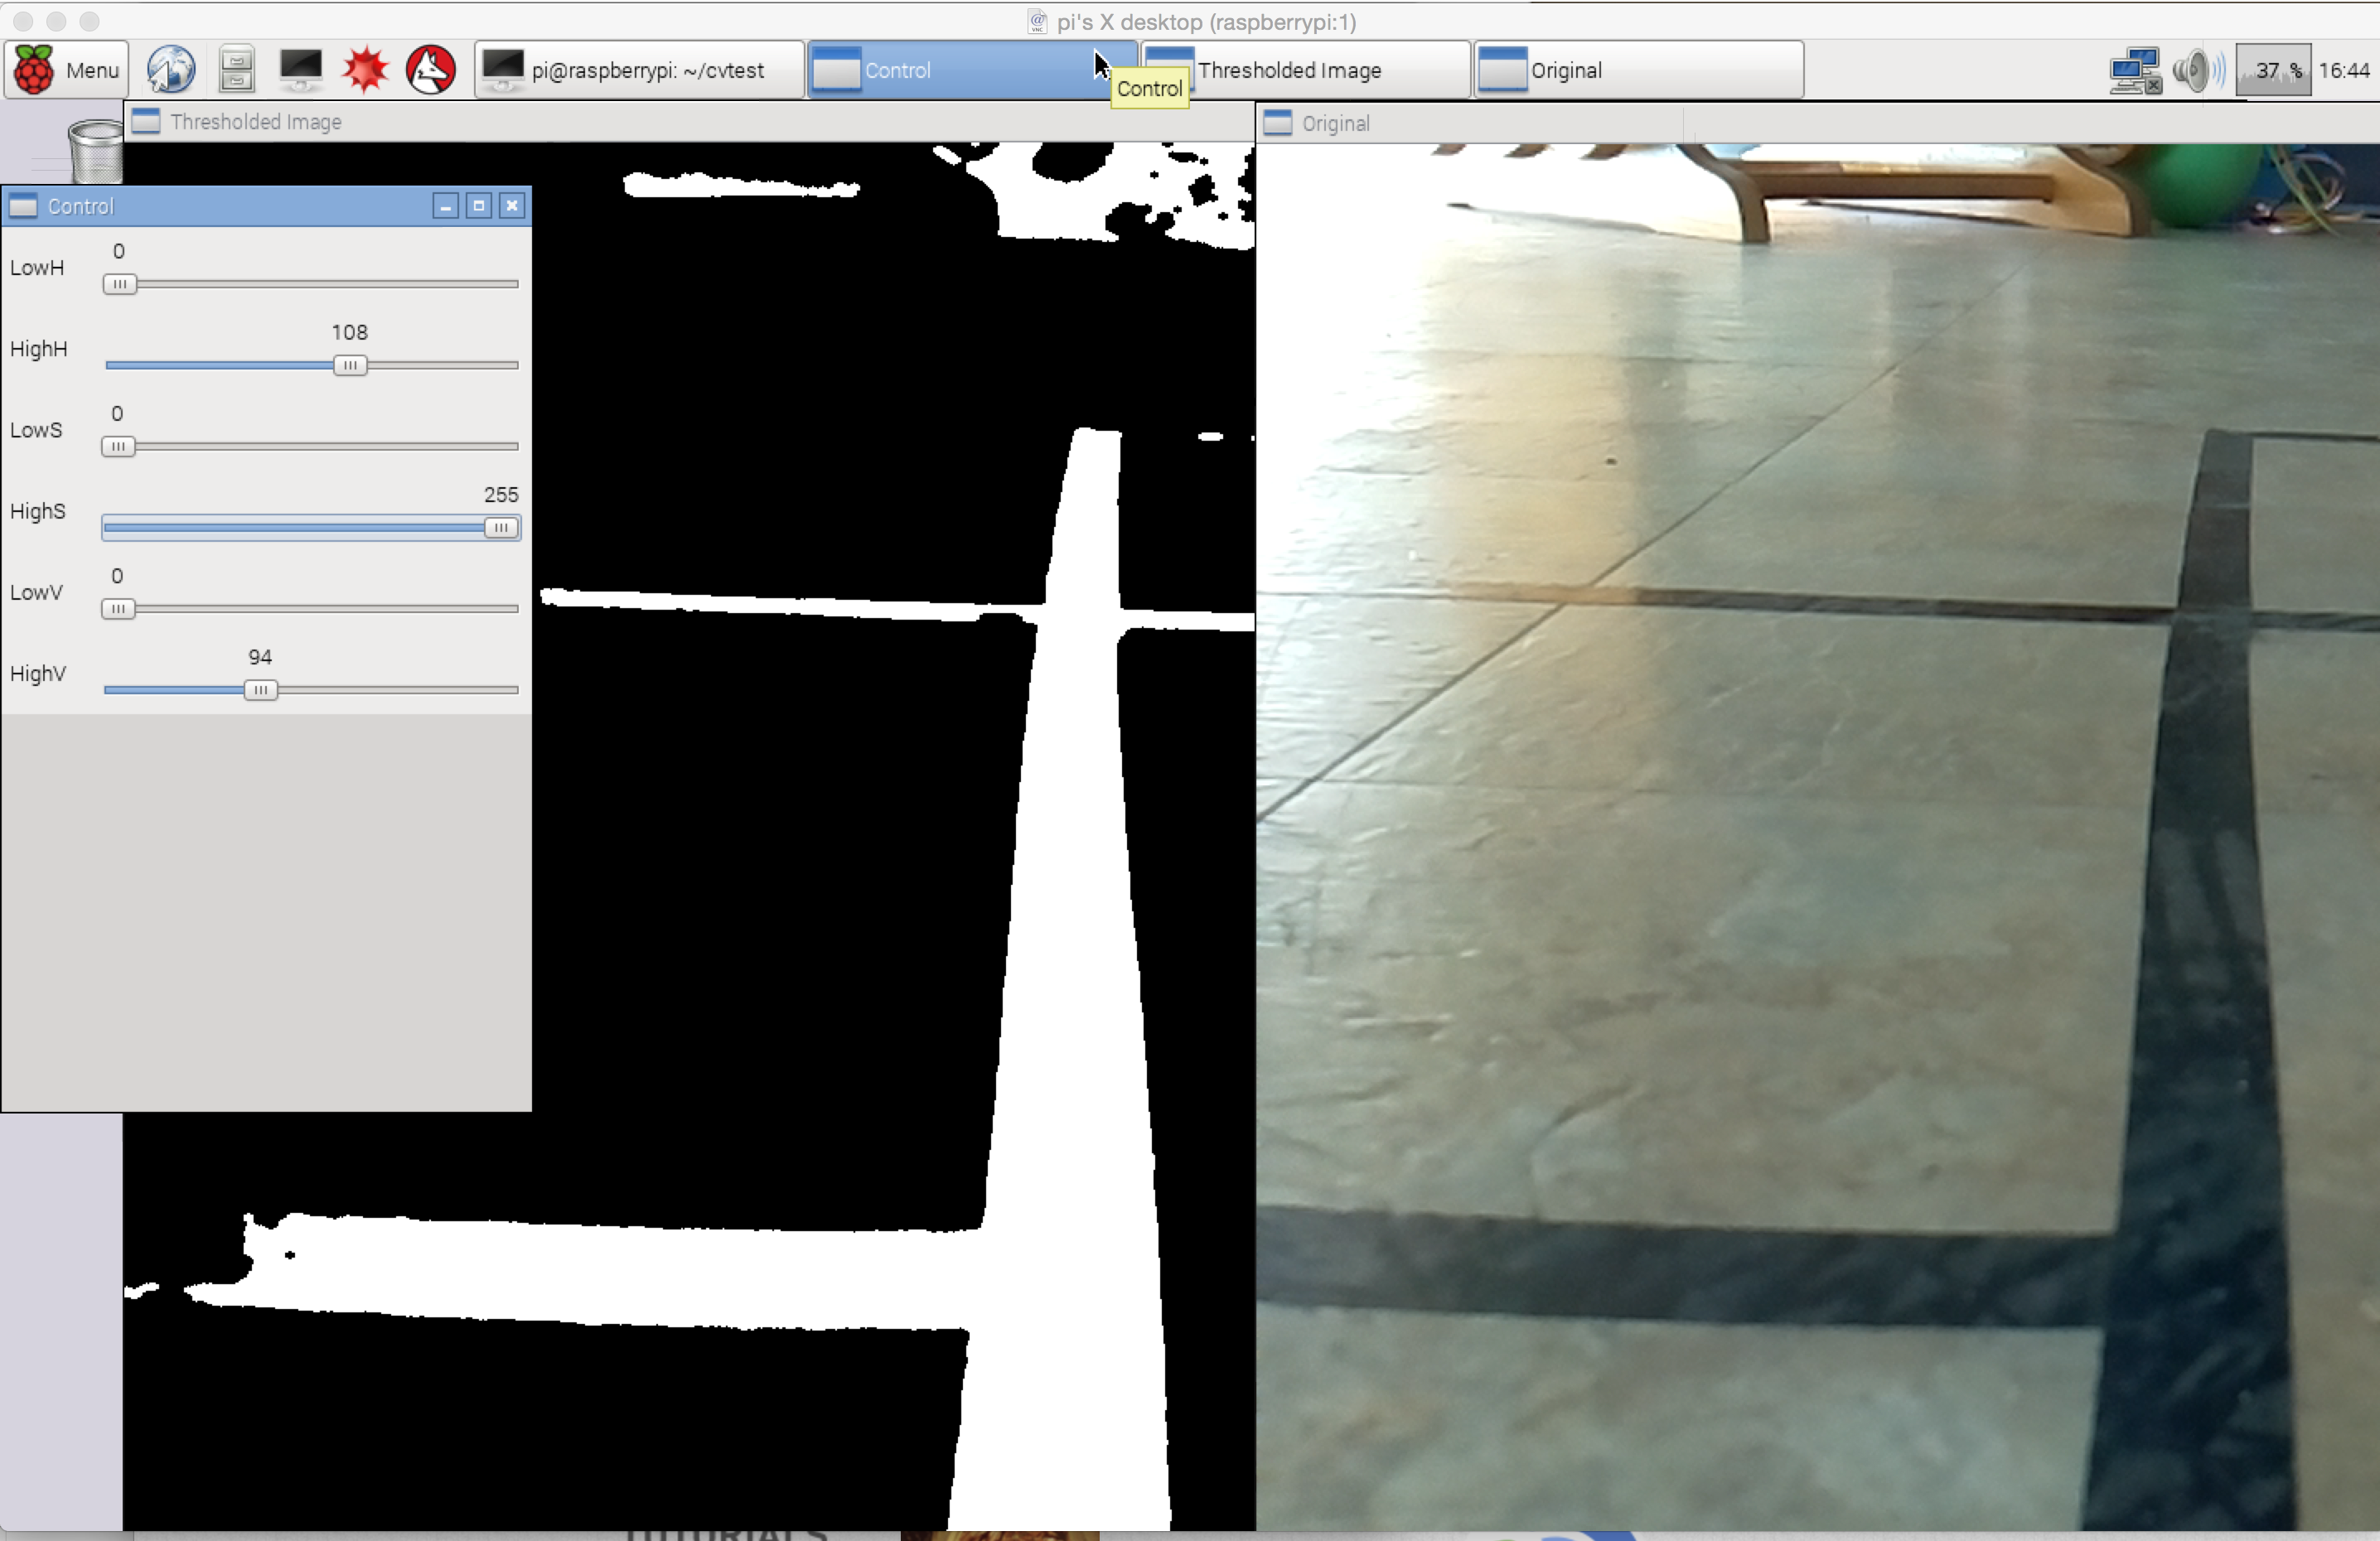 pi's X desktop (raspberrypi:1)
Menu
pi@raspberrypi: ~/cvtest
Control
Thresholded Image
Original
37 %
16:44
Control
Thresholded Image
Original
Control
0
LowH
108
HighH
0
LowS
255
HighS
0
LowV
94
HighV